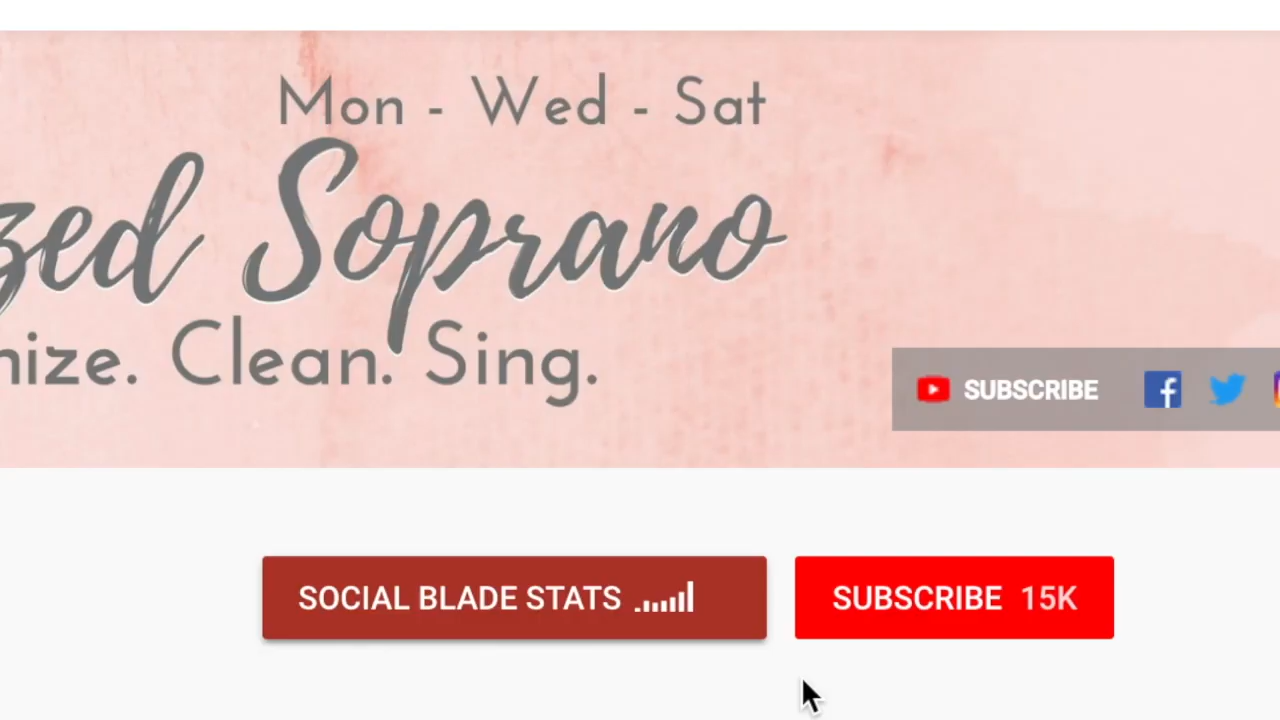 Mon - Wed - Sat
zed Soprano
nize. Clean. Sing.
SUBSCRIBE
SOCIAL BLADE STATS SUBSCRIBE 15K